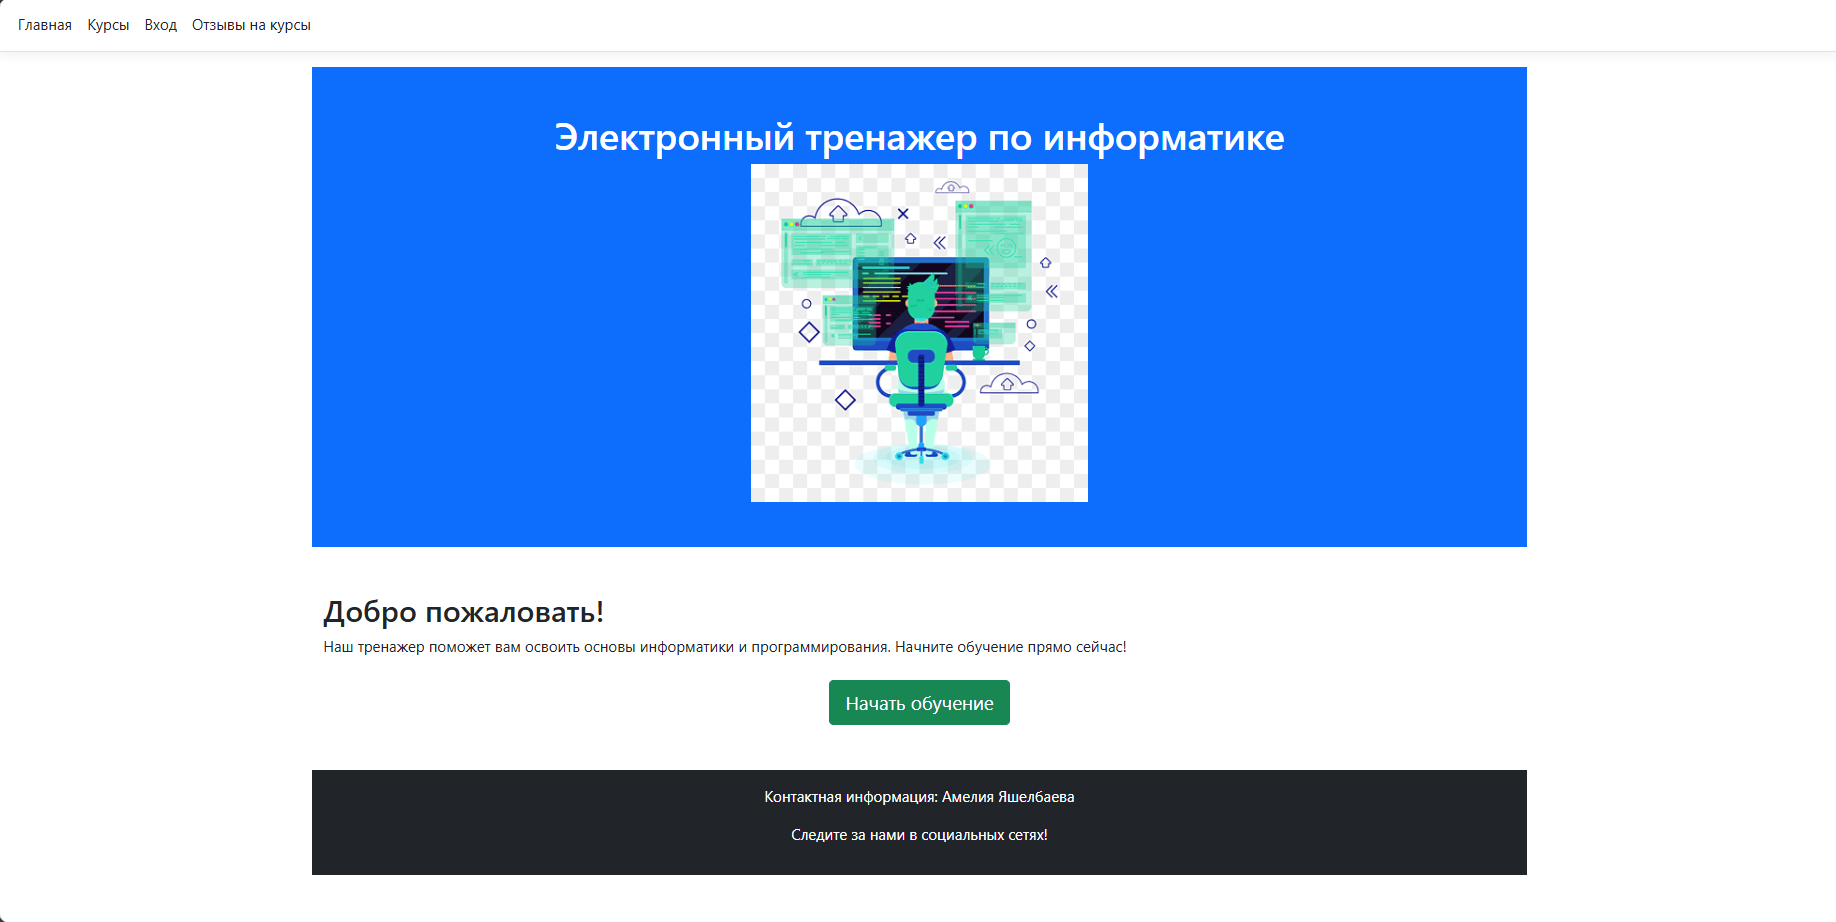 Главная Курсы Вход Отзывы на курсы
Электронный тренажер по информатике
Добро пожаловать!
Наш тренажер поможет вам освоить основы информатики и программирования. Начните обучение прямо сейчас!
Начать обучение
Контактная информация: Амелия Яшелбаева
Следите за нами в социальных сетях!